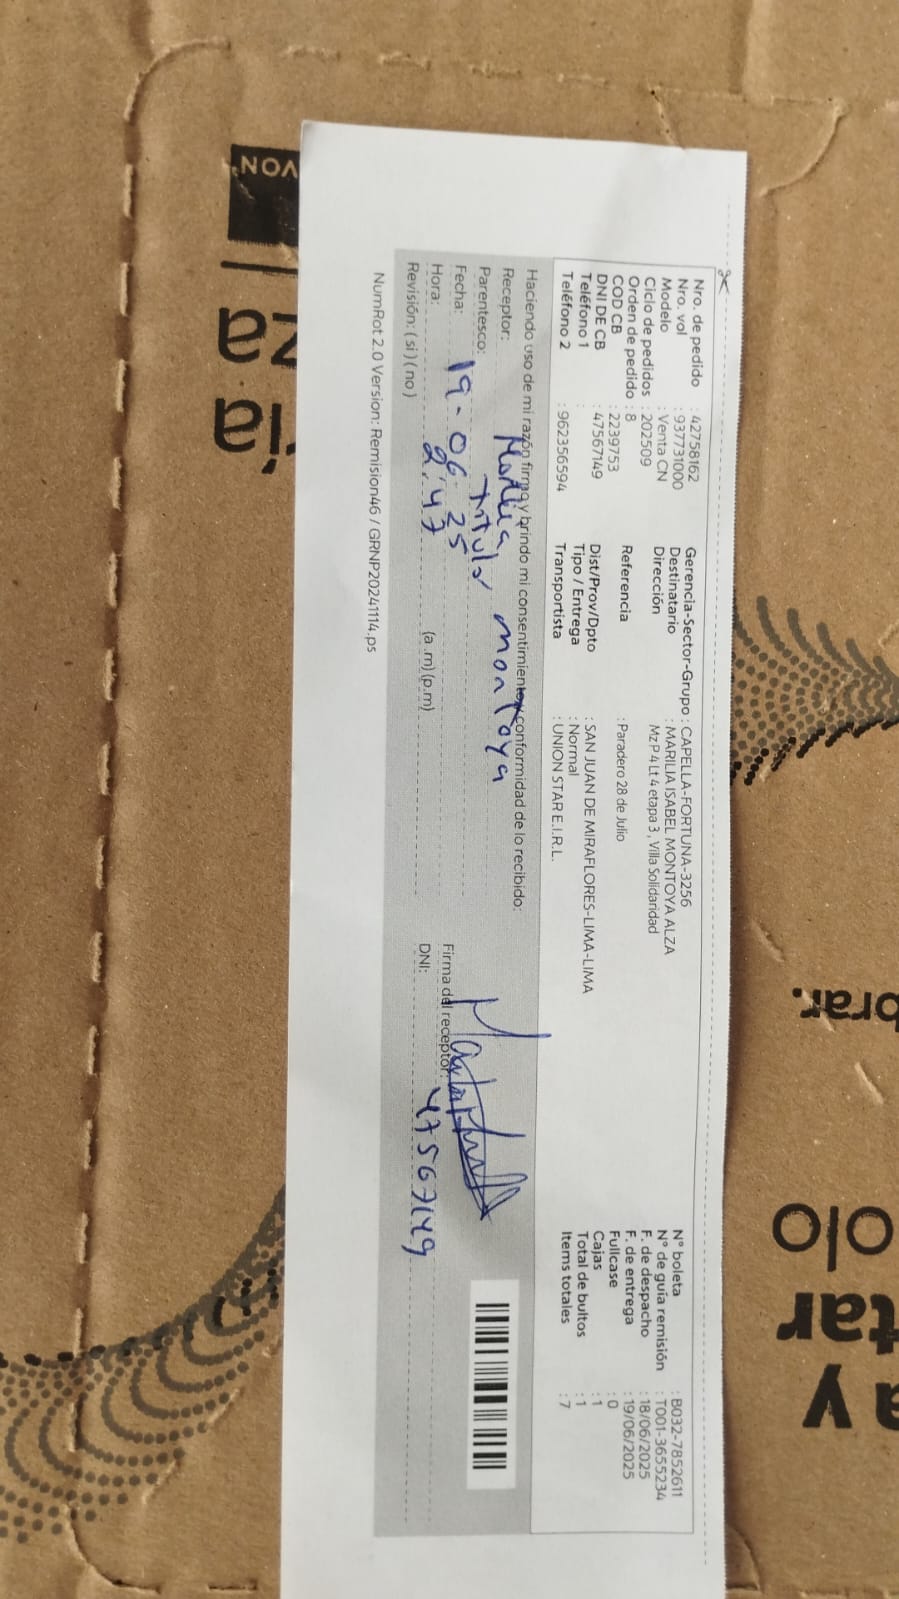 Nro. de pedido : 42758162
Nro. vol : 937731000
Modelo : Venta CN
Ciclo de pedidos : 202509
Orden de pedido : 8
COD CB : 2239753
DNI DE CB : 47567149
Teléfono 1 :
Teléfono 2 : 962356594
Gerencia-Sector-Grupo : CAPELLA-FORTUNA-3256
Destinatario : MARILIA ISABEL MONTOYA ALZA
Dirección Mz P 4 Lt 4 etapa 3 , Villa Solidaridad
Referencia : Paradero 28 de Julio
Dist/Prov/Dpto : SAN JUAN DE MIRAFLORES-LIMA-LIMA
Tipo / Entrega : Normal
Transportista : UNION STAR E.I.R.L.
N° boleta : B032-7852611
N° de guía remisión : T001-3655234
F. de despacho : 18/06/2025
F. de entrega : 19/06/2025
Fullcase : 0
Cajas : 1
Total de bultos : 1
Items totales : 7
Haciendo uso de mi razón firmo y brindo mi consentimiento y conformidad de lo recibido:
Receptor: Marilia montoya
Parentesco: titular
Fecha: 19-06-25
Hora: 2:47 (a.m)(p.m)
Revisión: ( si ) ( no )
Firma del receptor:
DNI: 47567149
NumRot 2.0 Version: Remision46 / GRNP20241114.ps
VON
brar.
olo
tar
a y